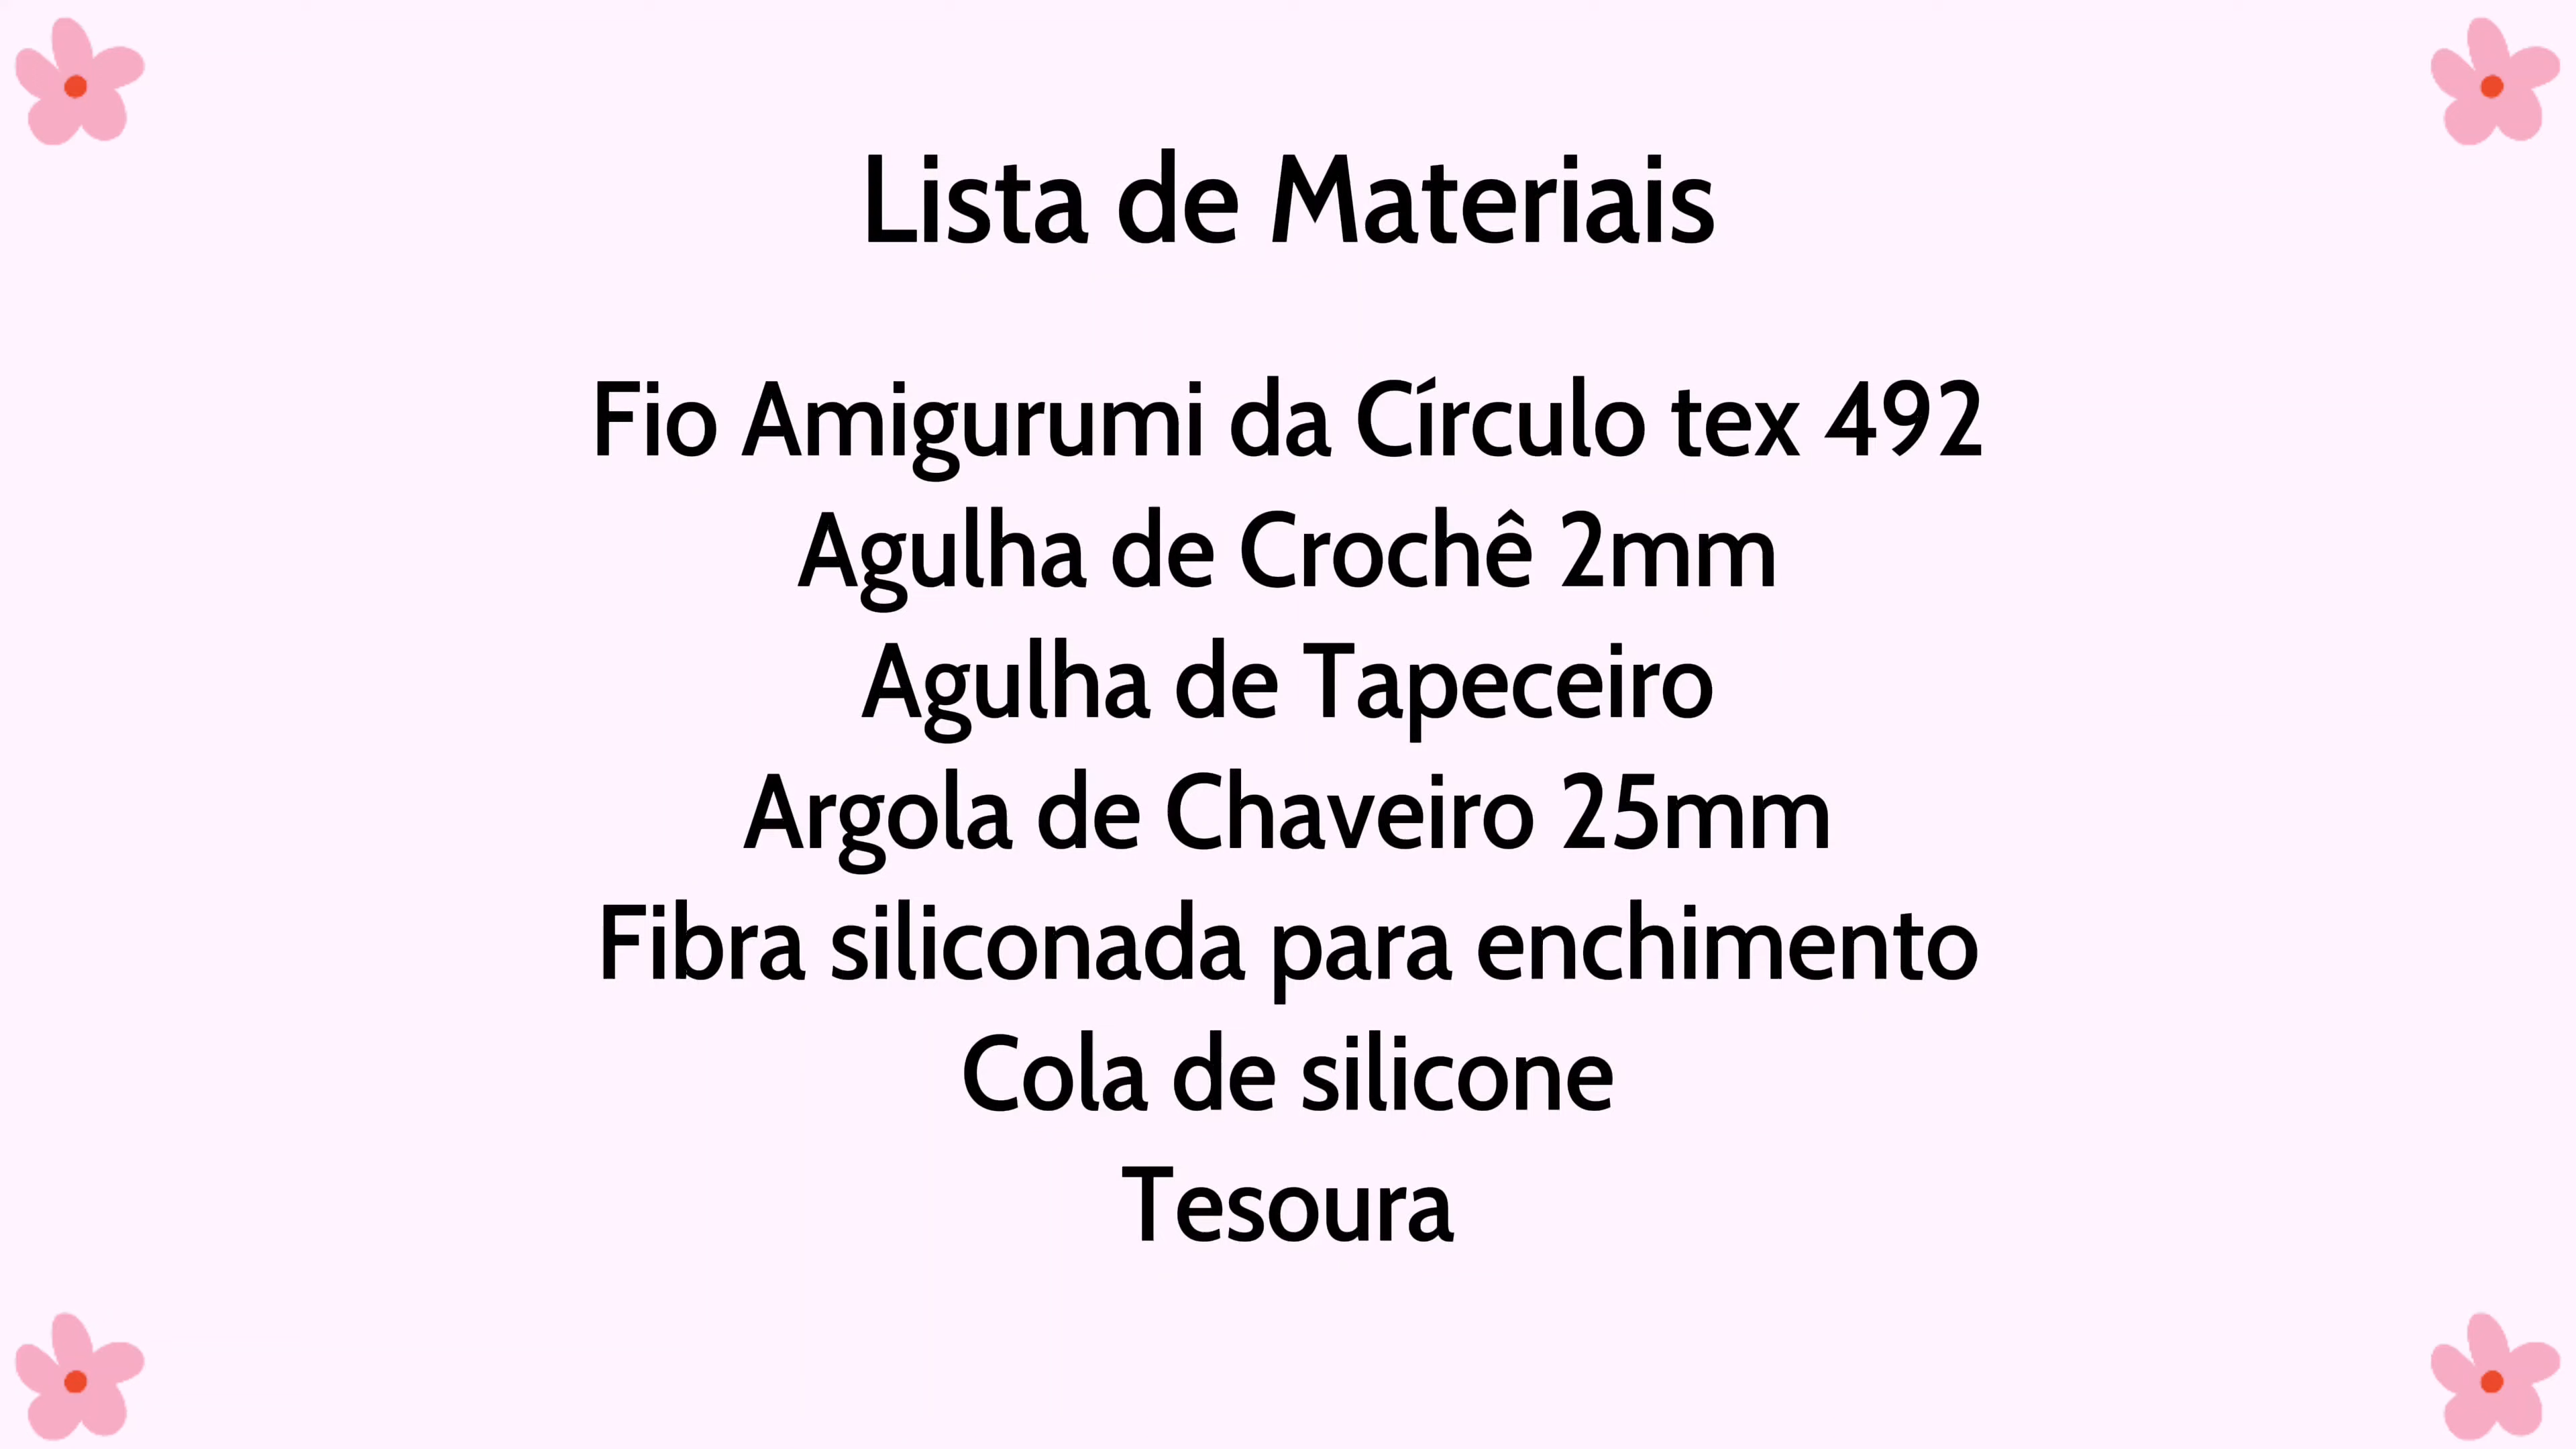 Lista de Materiais
Fio Amigurumi da Círculo tex 492
Agulha de Crochê 2mm
Agulha de Tapeceiro
Argola de Chaveiro 25mm
Fibra siliconada para enchimento
Cola de silicone
Tesoura